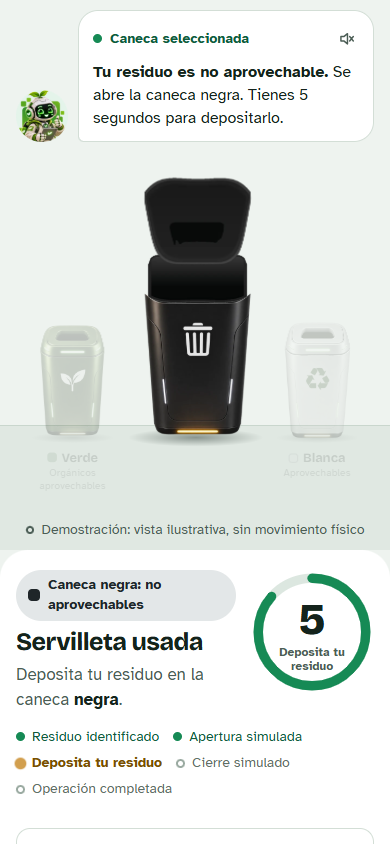 Caneca seleccionada
Tu residuo es no aprovechable. Se
abre la caneca negra. Tienes 5
segundos para depositarlo.
Verde
Orgánicos
aprovechables
Blanca
Aprovechables
Demostración: vista ilustrativa, sin movimiento físico
Caneca negra: no
aprovechables
Servilleta usada
Deposita tu residuo en la
caneca negra.
5
Deposita tu
residuo
Residuo identificado
Apertura simulada
Deposita tu residuo
Cierre simulado
Operación completada